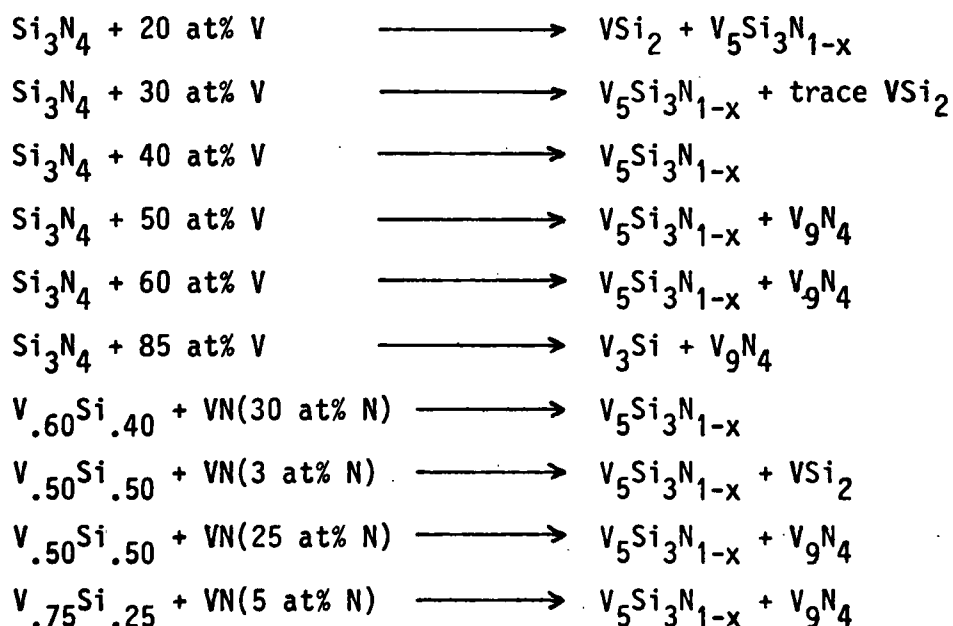 Si3N4 + 20 at% V ⟶ VSi2 + V5Si3N1-x
Si3N4 + 30 at% V ⟶ V5Si3N1-x + trace VSi2
Si3N4 + 40 at% V ⟶ V5Si3N1-x
Si3N4 + 50 at% V ⟶ V5Si3N1-x + V9N4
Si3N4 + 60 at% V ⟶ V5Si3N1-x + V9N4
Si3N4 + 85 at% V ⟶ V3Si + V9N4
V.60Si.40 + VN(30 at% N) ⟶ V5Si3N1-x
V.50Si.50 + VN(3 at% N) ⟶ V5Si3N1-x + VSi2
V.50Si.50 + VN(25 at% N) ⟶ V5Si3N1-x + V9N4
V.75Si.25 + VN(5 at% N) ⟶ V5Si3N1-x + V9N4